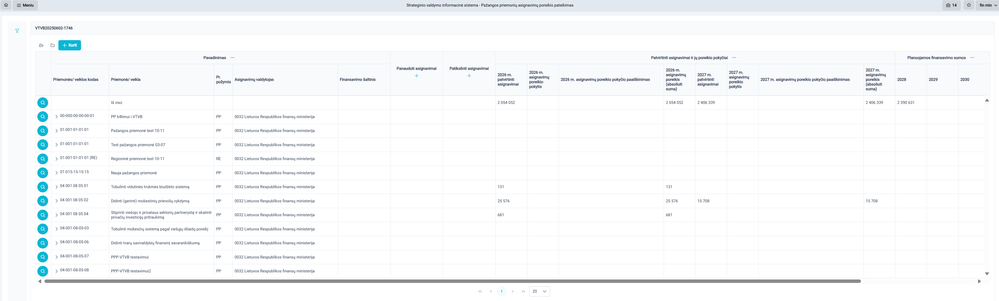 Meniu
Strateginio valdymo informacinė sistema - Pažangos priemonių asignavimų poreikio pateikimas
14
fin min
VTVB20250602-1746
Kurti
Pavadinimas
Panaudoti asignavimai
Patikslinti asignavimai
Patvirtinti asignavimai ir jų poreikio pokyčiai
Planuojamos finansavimo sumos
Priemonės/ veiklos kodas
Priemonė/ veikla
Pr.
požymis
Asignavimų valdytojas
Finansavimo šaltinis
2026 m.
patvirtinti
asignavimai
2026 m.
asignavimų
poreikio
pokytis
2026 m. asignavimų poreikio pokyčio paaiškinimas
2026 m.
asignavimų
poreikis
(absoliuti
suma)
2027 m.
patvirtinti
asignavimai
2027 m.
asignavimų
poreikio
pokytis
2027 m. asignavimų poreikio pokyčio paaiškinimas
2027 m.
asignavimų
poreikis
(absoliuti
suma)
2028
2029
2030
Iš viso 2 054 052 2 054 052 2 406 339 2 406 339 2 390 631
00-000-00-00-00-01 PP k4limui i VTVB PP 0032 Lietuvos Respublikos finansų ministerija
01-001-01-01-01 Pažangos priemonė test 10-11 PP 0032 Lietuvos Respublikos finansų ministerija
01-001-01-01-01 Test pažangos priemonė 03-07 PP 0032 Lietuvos Respublikos finansų ministerija
01-001-01-01-01 (RE) Regioninė priemonė test 10-11 RE 0032 Lietuvos Respublikos finansų ministerija
01-015-15-15-15 Nauja pažangos priemonė PP 0032 Lietuvos Respublikos finansų ministerija
04 001 08 05 01 Tobulinti vidutinės trukmės biudžeto sistemą PP 0032 Lietuvos Respublikos finansų ministerija 131 131
04 001 08 05 02 Didinti (gerinti) mokestinių prievolių vykdymą PP 0032 Lietuvos Respublikos finansų ministerija 25 576 25 576 15 708 15 708
04 001 08 05 04 Stiprinti viešojo ir privataus sektorių partnerystę ir skatinti
privačių investicijų pritraukimą PP 0032 Lietuvos Respublikos finansų ministerija 681 681
04-001-08-05-03 Tobulinti mokesčių sistemą pagal viešųjų išlaidų poreikį PP 0032 Lietuvos Respublikos finansų ministerija
04-001-08-05-06 Didinti tvarų savivaldybių finansinį savarankiškumą PP 0032 Lietuvos Respublikos finansų ministerija
04-001-08-05-07 PPP-VTVB testavimui PP 0032 Lietuvos Respublikos finansų ministerija
04-001-08-05-08 PPP-VTVB testavimui2 PP 0032 Lietuvos Respublikos finansų ministerija
1 20